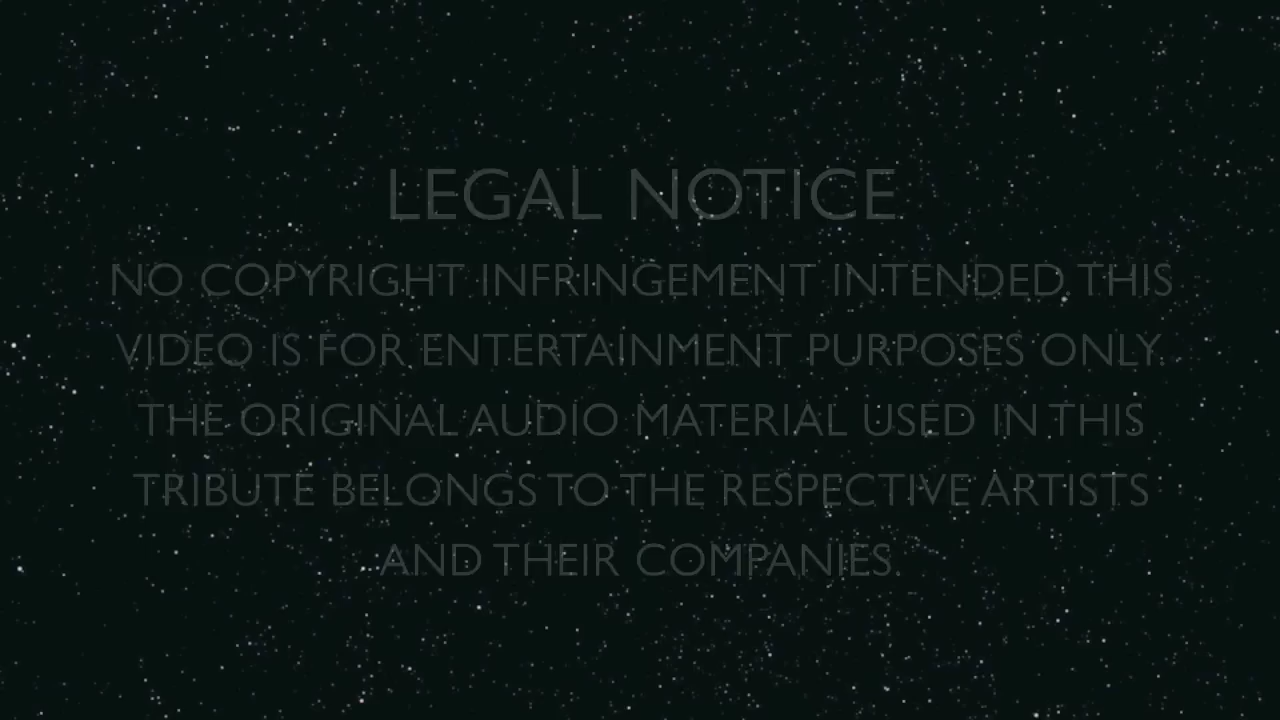 LEGAL NOTICE
NO COPYRIGHT INFRINGEMENT INTENDED. THIS
VIDEO IS FOR ENTERTAINMENT PURPOSES ONLY.
THE ORIGINAL AUDIO MATERIAL USED IN THIS
TRIBUTE BELONGS TO THE RESPECTIVE ARTISTS
AND THEIR COMPANIES.